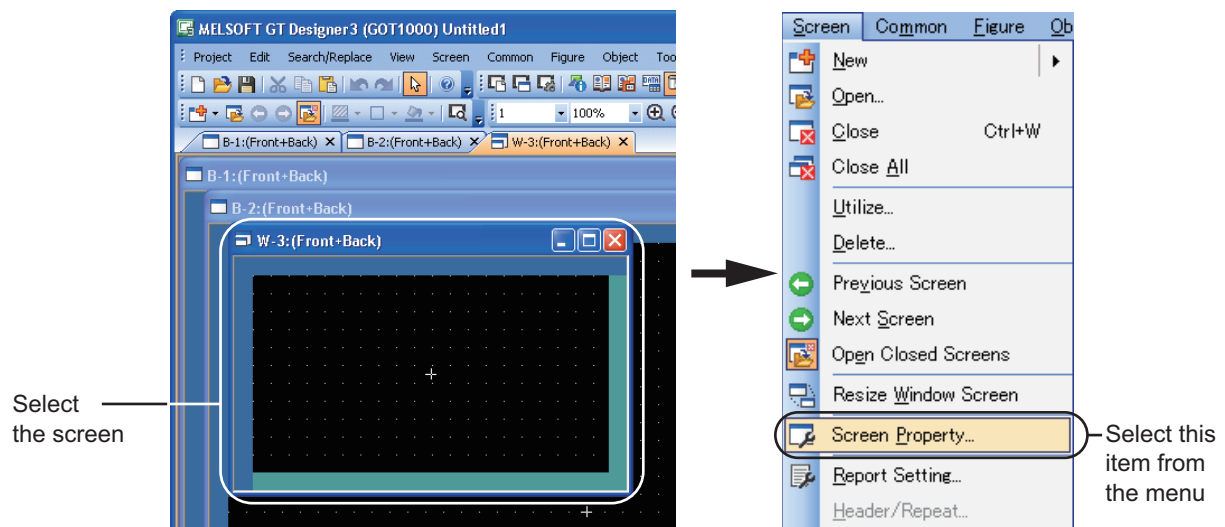 MELSOFT GT Designer3 (GOT1000) Untitled1
Project Edit Search/Replace View Screen Common Figure Object Too
1 100%
B-1:(Front+Back) B-2:(Front+Back) W-3:(Front+Back)
B-1:(Front+Back)
B-2:(Front+Back)
W-3:(Front+Back)
Select
the screen
Screen Common Figure Ob
New
Open...
Close Ctrl+W
Close All
Utilize...
Delete...
Previous Screen
Next Screen
Open Closed Screens
Resize Window Screen
Screen Property...
Report Setting...
Header/Repeat...
Select this
item from
the menu